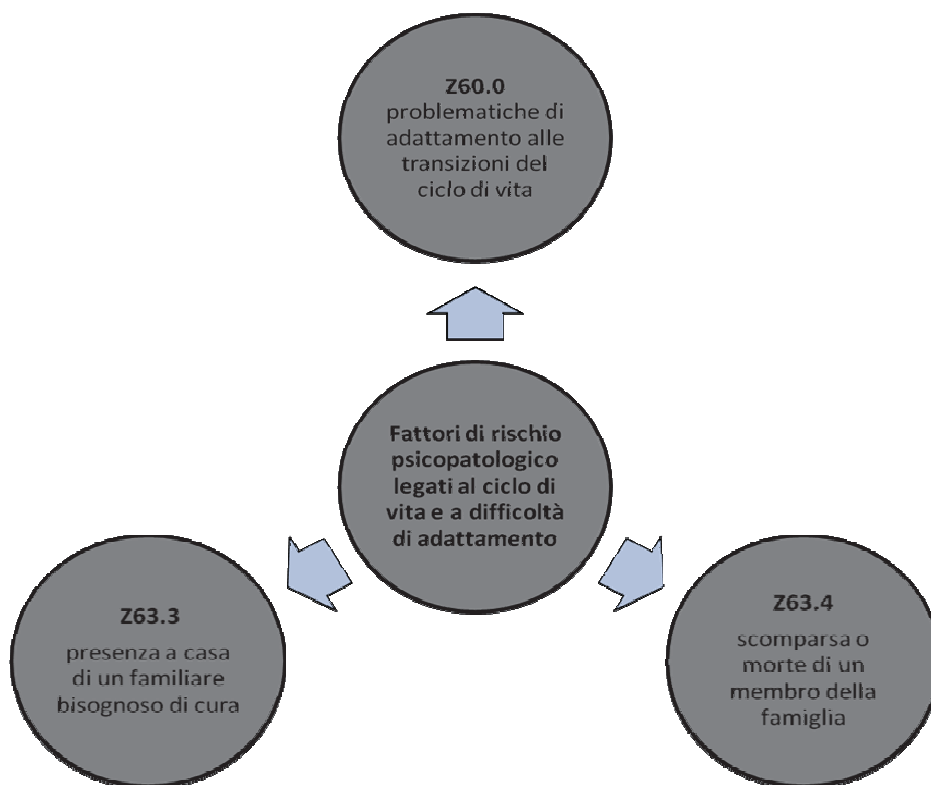 Z60.0
problematiche di
adattamento alle
transizioni del
ciclo di vita
Fattori di rischio
psicopatologico
legati al ciclo di
vita e a difficoltà
di adattamento
Z63.3
presenza a casa
di un familiare
bisognoso di cura
Z63.4
scomparsa o
morte di un
membro della
famiglia